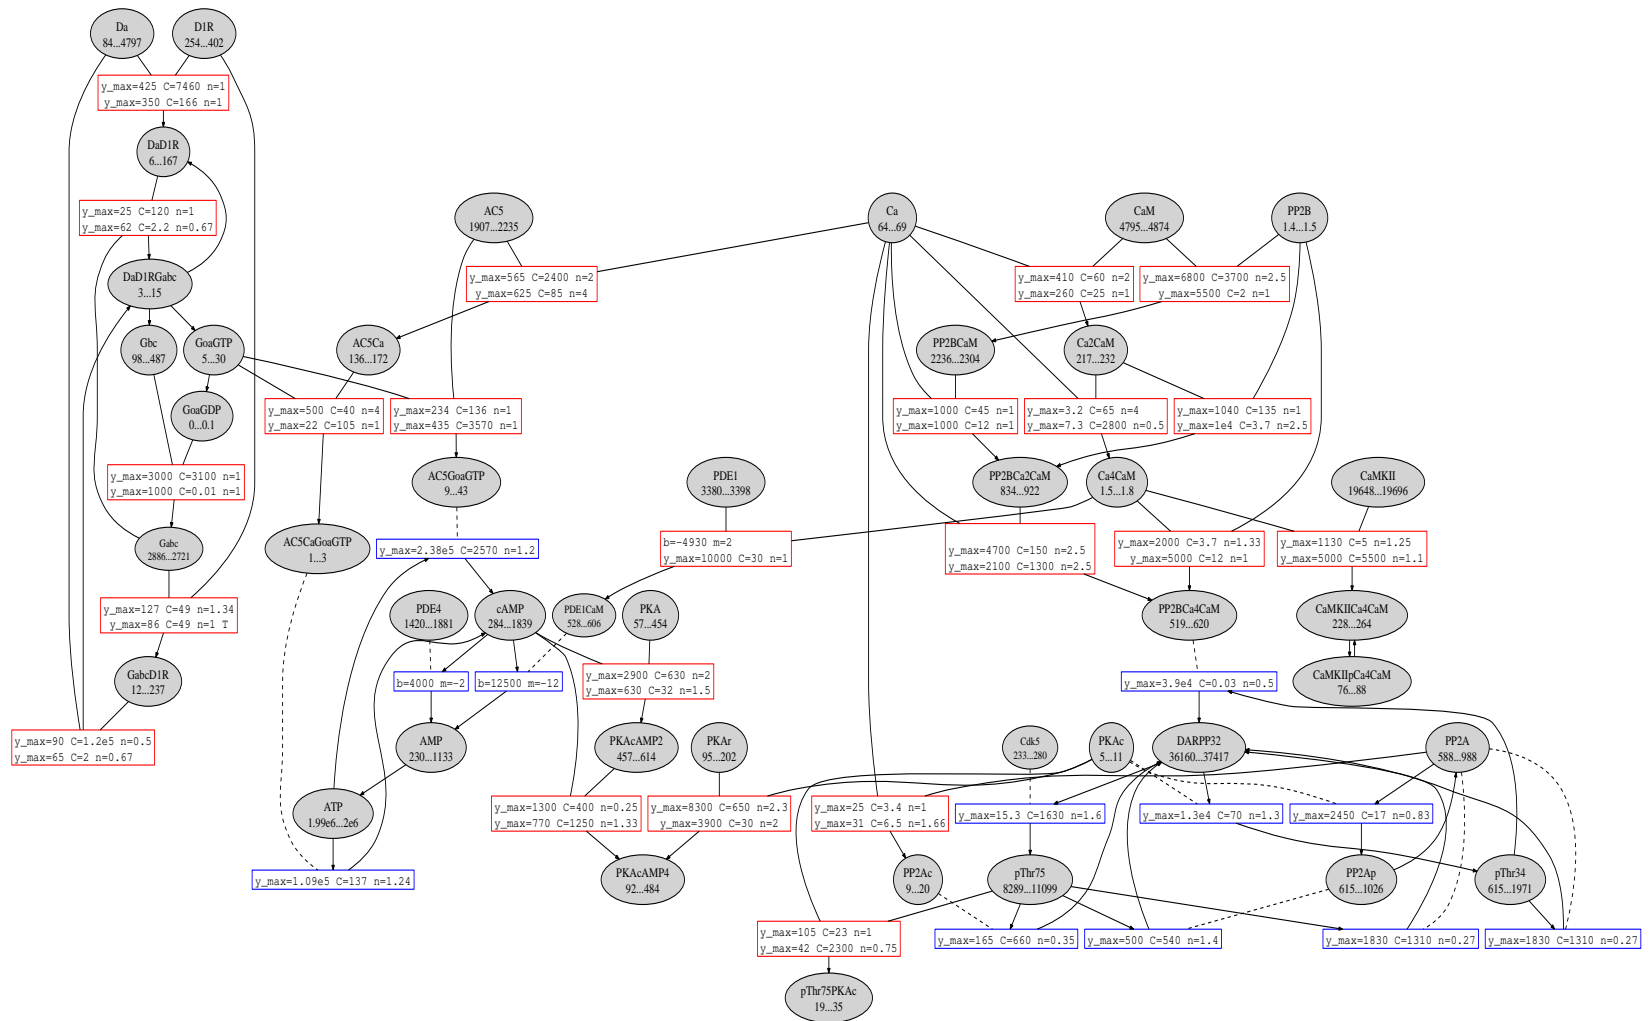 Da
84...4797
D1R
254...402
y_max=425 C=7460 n=1
y_max=350 C=166 n=1
DaD1R
6...167
y_max=25 C=120 n=1
y_max=62 C=2.2 n=0.67
AC5
1907...2235
Ca
64...69
CaM
4795...4874
PP2B
1.4...1.5
DaD1RGabc
3...15
y_max=565 C=2400 n=2
y_max=625 C=85 n=4
y_max=410 C=60 n=2
y_max=260 C=25 n=1
y_max=6800 C=3700 n=2.5
y_max=5500 C=2 n=1
Gbc
98...487
GoaGTP
5...30
AC5Ca
136...172
PP2BCaM
2236...2304
Ca2CaM
217...232
GoaGDP
0...0.1
y_max=500 C=40 n=4
y_max=22 C=105 n=1
y_max=234 C=136 n=1
y_max=435 C=3570 n=1
y_max=1000 C=45 n=1
y_max=1000 C=12 n=1
y_max=3.2 C=65 n=4
y_max=7.3 C=2800 n=0.5
y_max=1040 C=135 n=1
y_max=1e4 C=3.7 n=2.5
y_max=3000 C=3100 n=1
y_max=1000 C=0.01 n=1
AC5GoaGTP
9...43
PDE1
3380...3398
PP2BCa2CaM
834...922
Ca4CaM
1.5...1.8
CaMKII
19648...19696
Gabc
2886...2721
AC5CaGoaGTP
1...3
y_max=2.38e5 C=2570 n=1.2
b=-4930 m=2
y_max=10000 C=30 n=1
y_max=4700 C=150 n=2.5
y_max=2100 C=1300 n=2.5
y_max=2000 C=3.7 n=1.33
y_max=5000 C=12 n=1
y_max=1130 C=5 n=1.25
y_max=5000 C=5500 n=1.1
y_max=127 C=49 n=1.34
y_max=86 C=49 n=1 T
PDE4
1420...1881
cAMP
284...1839
PDE1CaM
528...606
PKA
57...454
PP2BCa4CaM
519...620
CaMKIICa4CaM
228...264
GabcD1R
12...237
b=4000 m=-2
b=12500 m=-12
y_max=2900 C=630 n=2
y_max=630 C=32 n=1.5
y_max=3.9e4 C=0.03 n=0.5
CaMKIIpCa4CaM
76...88
y_max=90 C=1.2e5 n=0.5
y_max=65 C=2 n=0.67
AMP
230...1133
PKAcAMP2
457...614
PKAr
95...202
Cdk5
233...280
PKAc
5...11
DARPP32
36160...37417
PP2A
588...988
ATP
1.99e6...2e6
y_max=1300 C=400 n=0.25
y_max=770 C=1250 n=1.33
y_max=8300 C=650 n=2.3
y_max=3900 C=30 n=2
y_max=25 C=3.4 n=1
y_max=31 C=6.5 n=1.66
y_max=15.3 C=1630 n=1.6
y_max=1.3e4 C=70 n=1.3
y_max=2450 C=17 n=0.83
y_max=1.09e5 C=137 n=1.24
PKAcAMP4
92...484
PP2Ac
9...20
pThr75
8289...11099
PP2Ap
615...1026
pThr34
615...1971
y_max=105 C=23 n=1
y_max=42 C=2300 n=0.75
y_max=165 C=660 n=0.35
y_max=500 C=540 n=1.4
y_max=1830 C=1310 n=0.27
y_max=1830 C=1310 n=0.27
pThr75PKAc
19...35